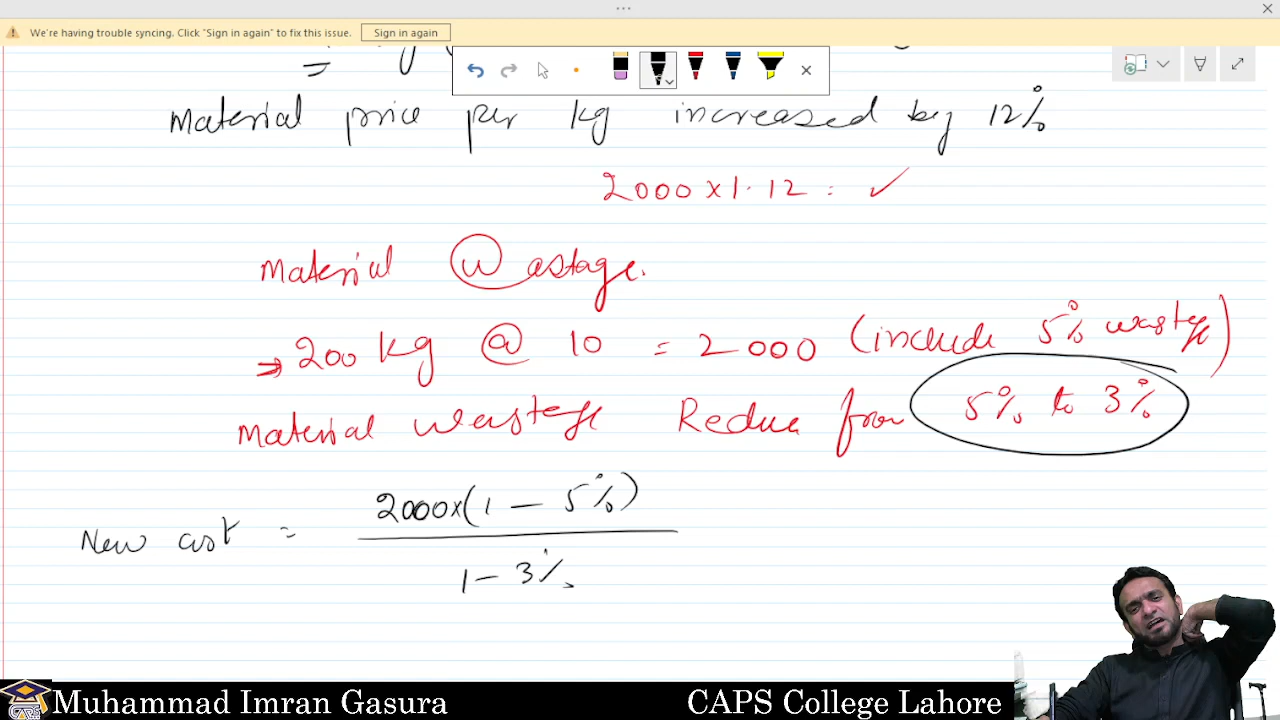 We're having trouble syncing. Click "Sign in again" to fix this issue. Sign in again
material price per kg increased by 12%
2000 x 1.12 = ✓
Material Wastage.
→ 200 kg @ 10 = 2000 (include 5% wastage)
Material wastage Reduce from 5% to 3%
New cost = 2000x(1 - 5%)
1 - 3%
Muhammad Imran Gasura CAPS College Lahore